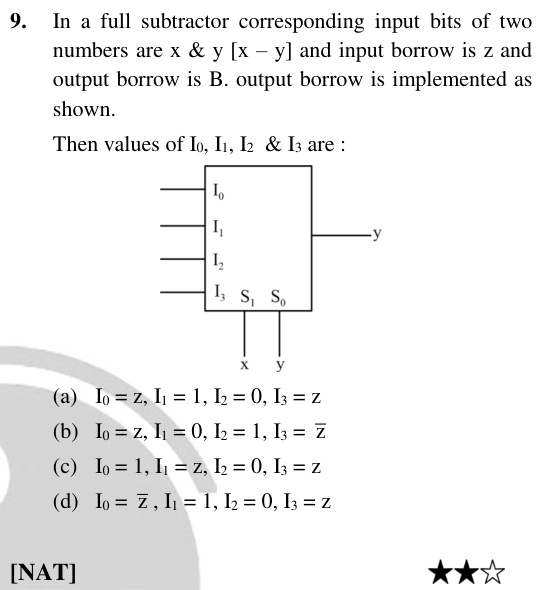 9. In a full subtractor corresponding input bits of two
numbers are x & y [x – y] and input borrow is z and
output borrow is B. output borrow is implemented as
shown.
Then values of I₀, I₁, I₂ & I₃ are :
I₀
I₁
y
I₂
I₃ S₁ S₀
x y
(a) I₀ = z, I₁ = 1, I₂ = 0, I₃ = z
(b) I₀ = z, I₁ = 0, I₂ = 1, I₃ = z̅
(c) I₀ = 1, I₁ = z, I₂ = 0, I₃ = z
(d) I₀ = z̅ , I₁ = 1, I₂ = 0, I₃ = z
[NAT] ★★☆